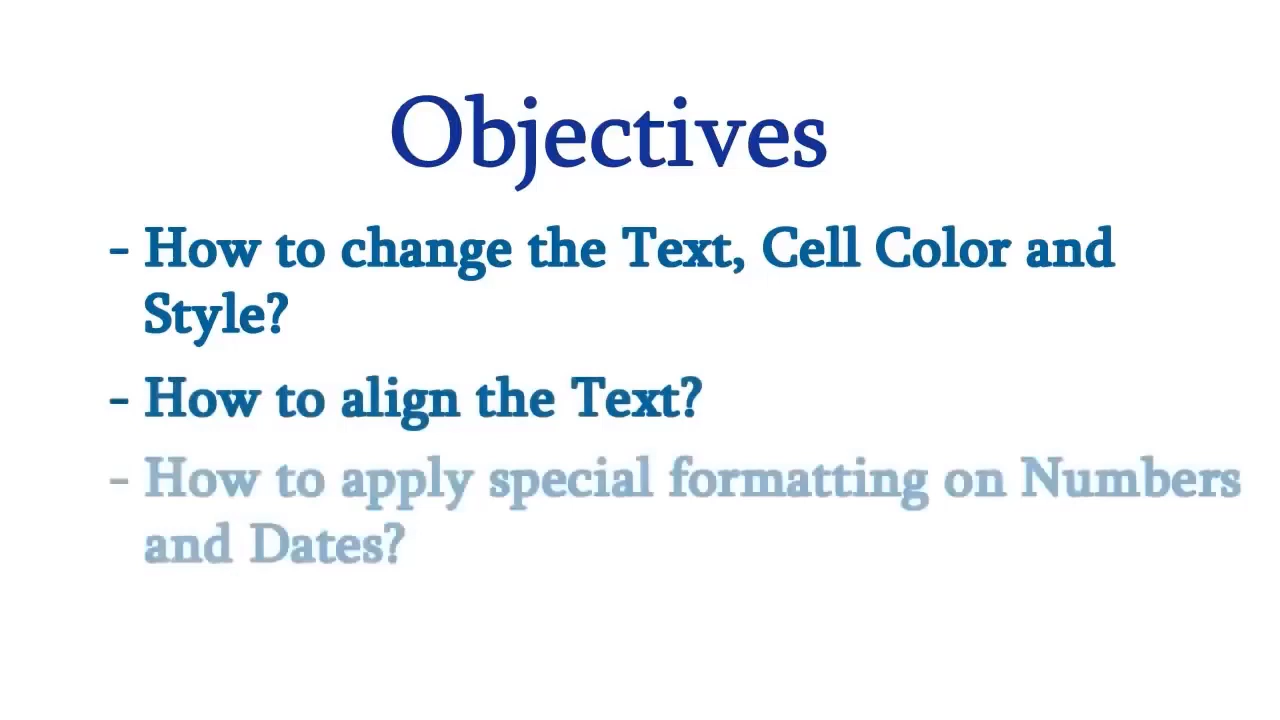 Objectives
- How to change the Text, Cell Color and
Style?
- How to align the Text?
- How to apply special formatting on Numbers
and Dates?